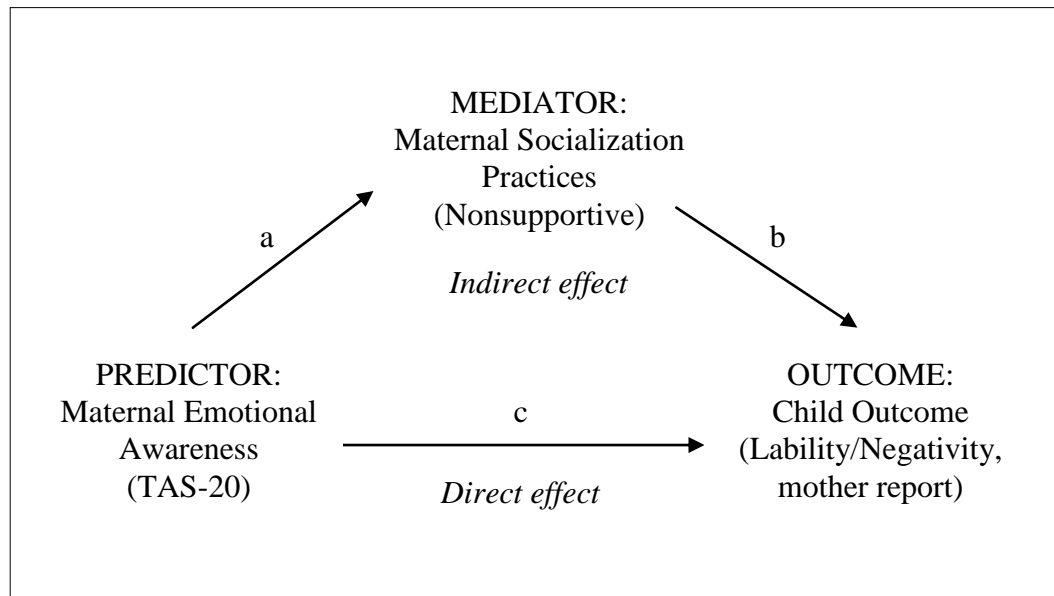 MEDIATOR:
Maternal Socialization
Practices
(Nonsupportive)
a
b
Indirect effect
PREDICTOR:
Maternal Emotional
Awareness
(TAS-20)
c
Direct effect
OUTCOME:
Child Outcome
(Lability/Negativity,
mother report)